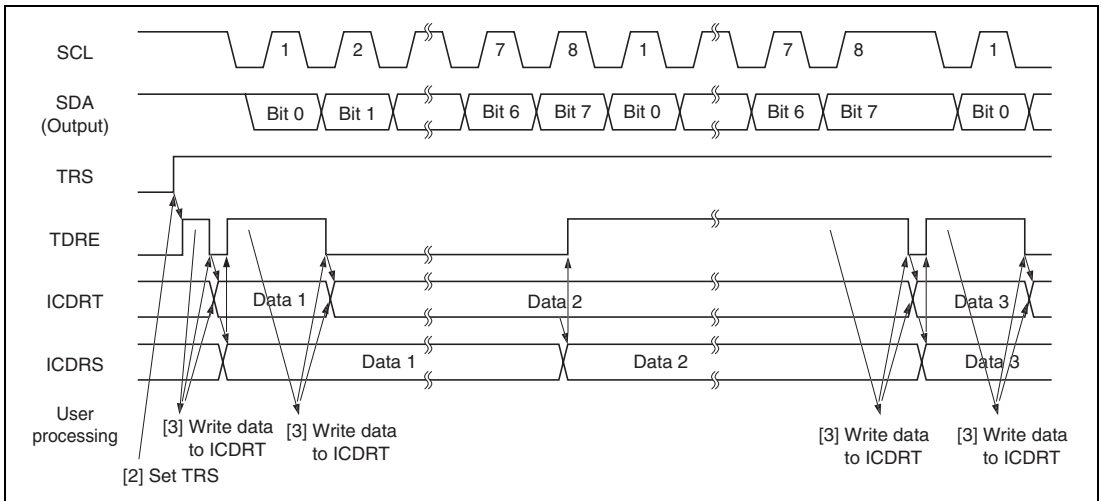 SCL
1
2
7
8
1
7
8
1
SDA
(Output)
Bit 0
Bit 1
Bit 6
Bit 7
Bit 0
Bit 6
Bit 7
Bit 0
TRS
TDRE
ICDRT
Data 1
Data 2
Data 3
ICDRS
Data 1
Data 2
Data 3
User
processing
[3] Write data
to ICDRT
[3] Write data
to ICDRT
[3] Write data
to ICDRT
[3] Write data
to ICDRT
[2] Set TRS